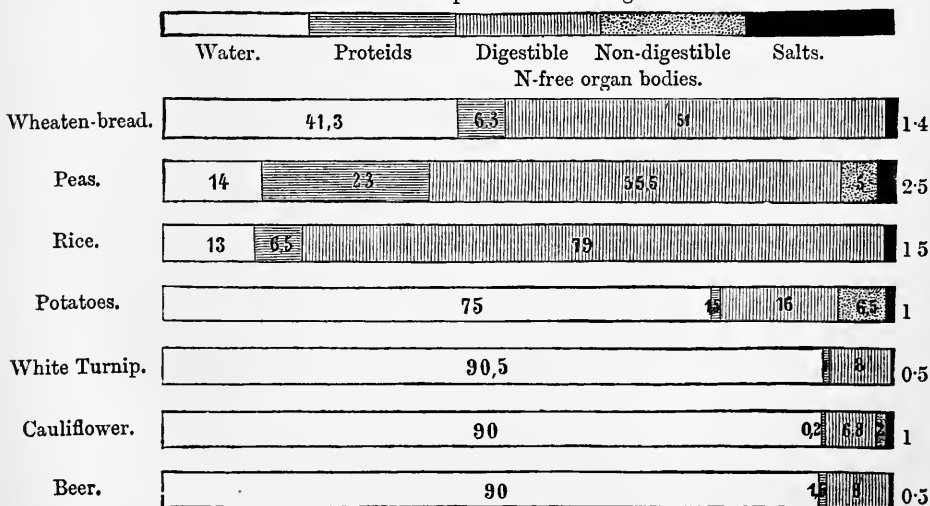 Water. Proteids Digestible Non-digestible Salts.
N-free organ bodies.
Wheaten-bread. 41,3 6.3 51 1·4
Peas. 14 23 55,5 5 2·5
Rice. 13 6,5 79 1 5
Potatoes. 75 1,5 16 6,5 1
White Turnip. 90,5 8 0·5
Cauliflower. 90 0,2 6.8 2 1
Beer. 90 8 0·5